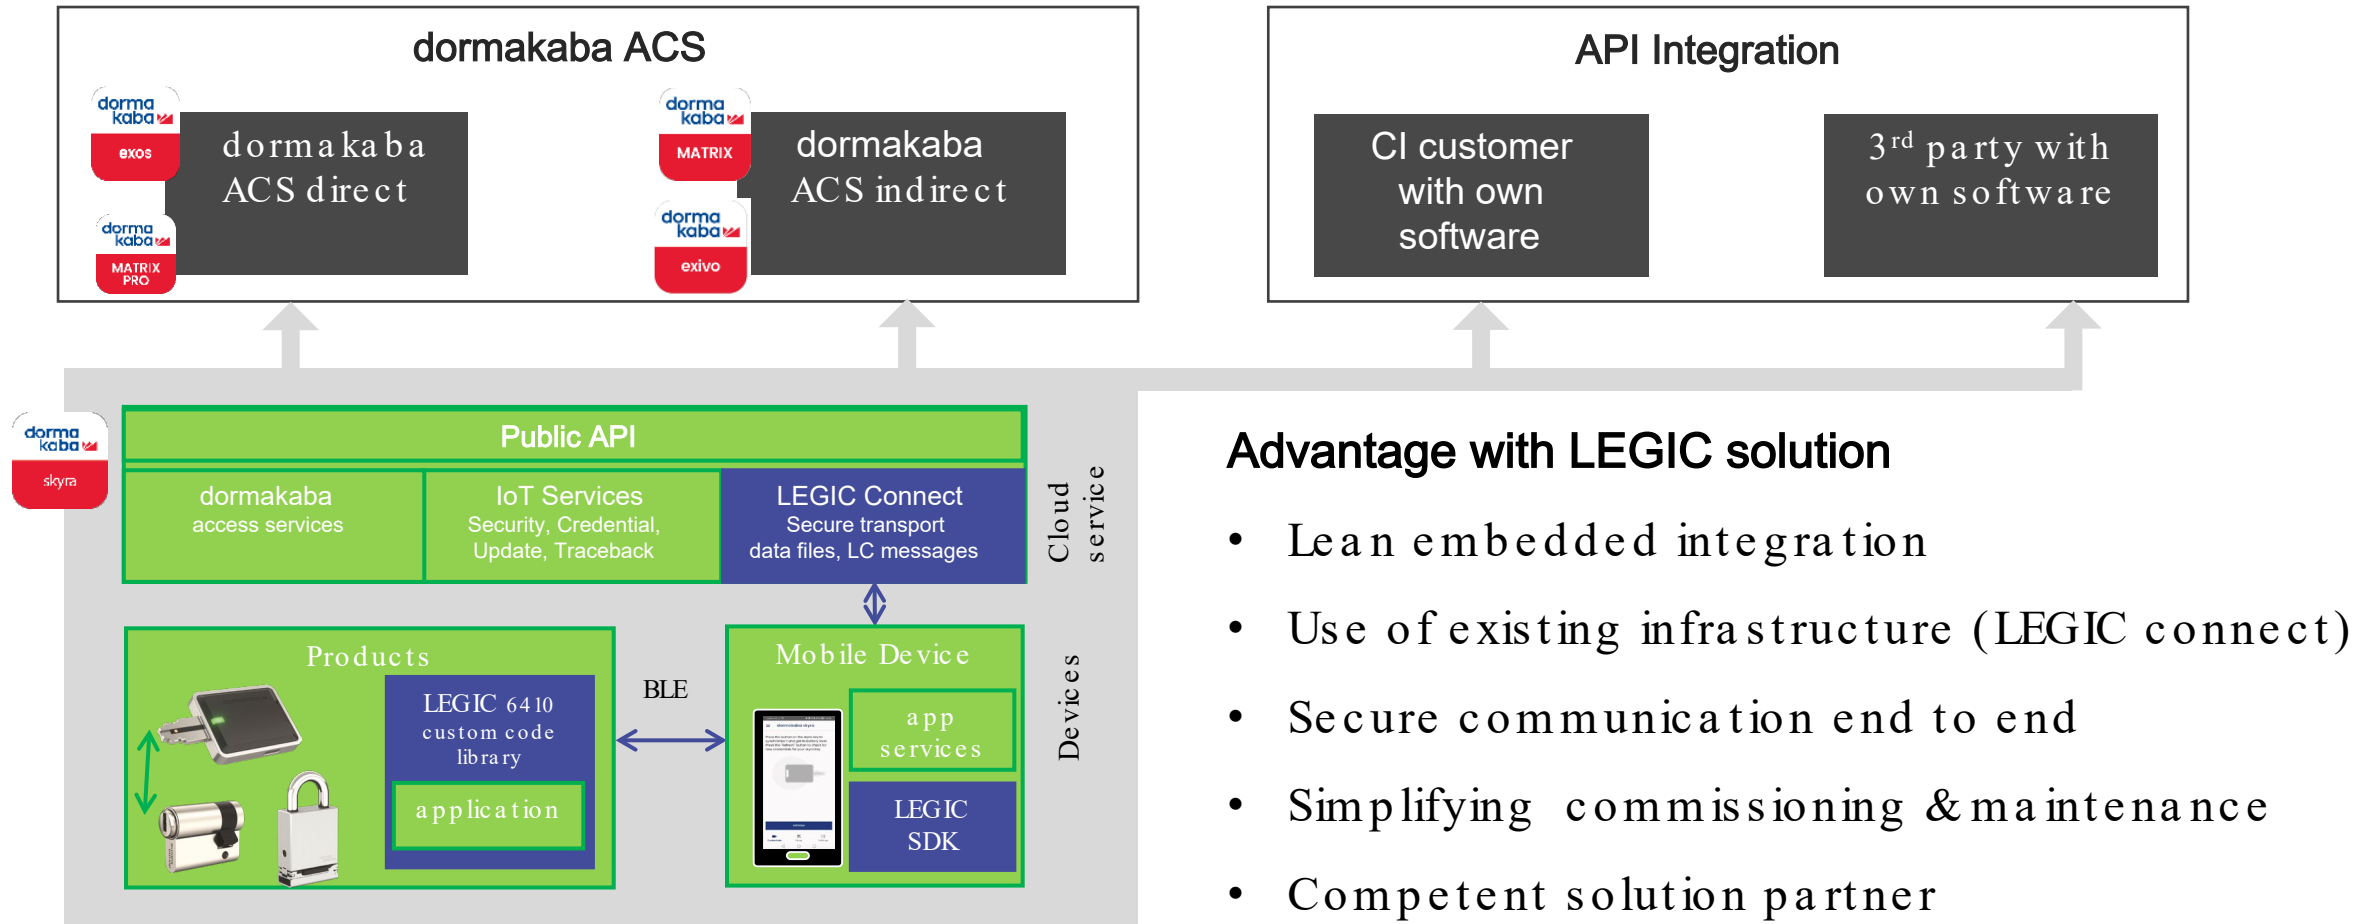 dormakaba ACS
dorma
kaba
exos
dormakaba
ACS direct
dorma
kaba
MATRIX
PRO
dorma
kaba
MATRIX
dormakaba
ACS indirect
dorma
kaba
exivo
API Integration
CI customer
with own
software
3rd party with
own software
dorma
kaba
skyra
Public API
dormakaba
access services
IoT Services
Security, Credential,
Update, Traceback
LEGIC Connect
Secure transport
data files, LC messages
Cloud
service
Products
LEGIC 6410
custom code
library
application
BLE
Mobile Device
dormakaba skyra
app
services
LEGIC
SDK
Devices
Advantage with LEGIC solution
• Lean embedded integration
• Use of existing infrastructure (LEGIC connect)
• Secure communication end to end
• Simplifying commissioning & maintenance
• Competent solution partner